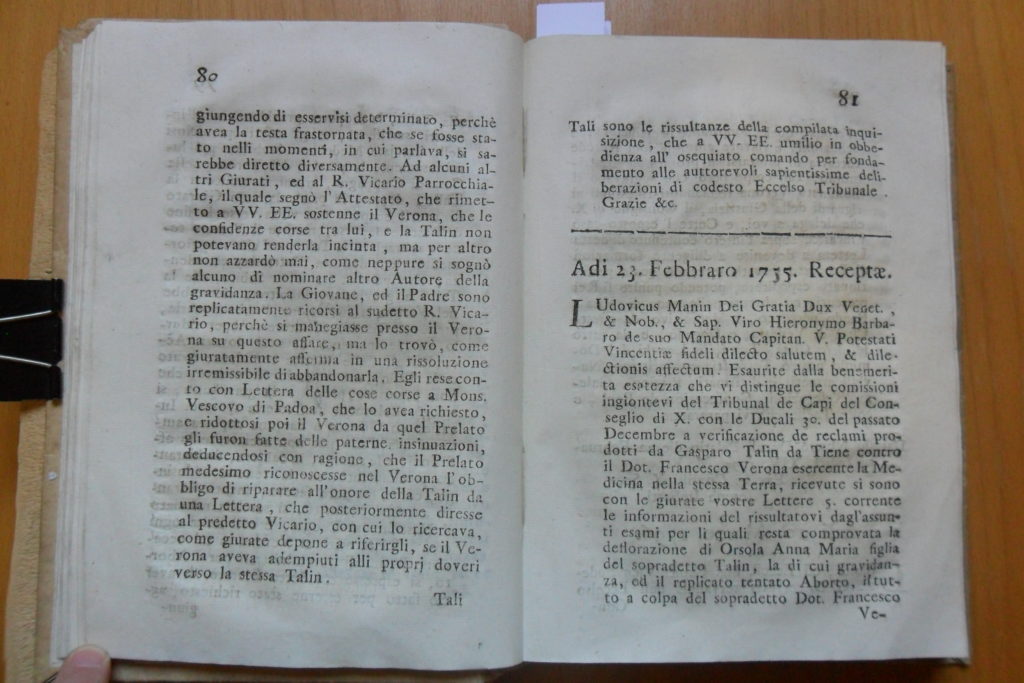 80
giungendo di esservisi determinato, perchè
avea la testa frastornata, che se fosse sta-
to nelli momenti, in cui parlava, si sa-
rebbe diretto diversamente. Ad alcuni al-
tri Giurati, ed al R. Vicario Parrocchia-
le, il quale segnò l'Attestato, che rimet-
to a VV. EE. sostenne il Verona, che le
confidenze corse tra lui, e la Talin non
potevano renderla incinta, ma per altro
non azzardò mai, come neppure si sognò
alcuno di nominare altro Autore della
gravidanza. La Giovane, ed il Padre sono
replicatamente ricorsi al sudetto R. Vica-
rio, perchè si manegiasse presso il Vero-
na su questo affare, ma lo trovò, come
giuratamente afferma in una rissoluzione
irremissibile di abbandonarla. Egli rese con-
to con Lettera delle cose corse a Mons.
Vescovo di Padoa, che lo avea richiesto,
e ridottosi poi il Verona da quel Prelato
gli furon fatte delle paterne insinuazioni,
deducendosi con ragione, che il Prelato
medesimo riconoscesse nel Verona l'ob-
bligo di riparare all'onore della Talin da
una Lettera, che posteriormente diresse
al predetto Vicario, con cui lo ricercava,
come giurate depone a riferirgli, se il Ve-
rona aveva adempiuti alli proprj doveri
verso la stessa Talin.
Tali
81
Tali sono le rissultanze della compilata inqui-
sizione, che a VV. EE. umilio in obbe-
dienza all' osequiato comando per fonda-
mento alle auttorevoli sapientissime deli-
berazioni di codesto Eccelso Tribunale.
Grazie &c.
Adi 23. Febbraro 1755. Receptæ.
LUdovicus Manin Dei Gratia Dux Venet.,
& Nob., & Sap. Viro Hieronymo Barba-
ro de suo Mandato Capitan. V. Potestati
Vincentiæ fideli dilecto salutem, & dile-
ctionis affectum. Esaurite dalla benemeri-
ta esatezza che vi distingue le comissioni
ingiontevi del Tribunal de Capi del Con-
seglio di X. con le Ducali 30. del passato
Decembre a verificazione de reclami pro-
dotti da Gasparo Talin da Tiene contro
il Dot. Francesco Verona esercente la Me-
dicina nella stessa Terra, ricevute si sono
con le giurate vostre Lettere 5. corrente
le informazioni del rissultatovi dagl'assun-
ti esami per li quali resta comprovata la
deflorazione di Orsola Anna Maria figlia
del sopradetto Talin, la di cui gravidan-
za, ed il replicato tentato Aborto, il tut-
to a colpa del sopradetto Dot. Francesco
Ve-